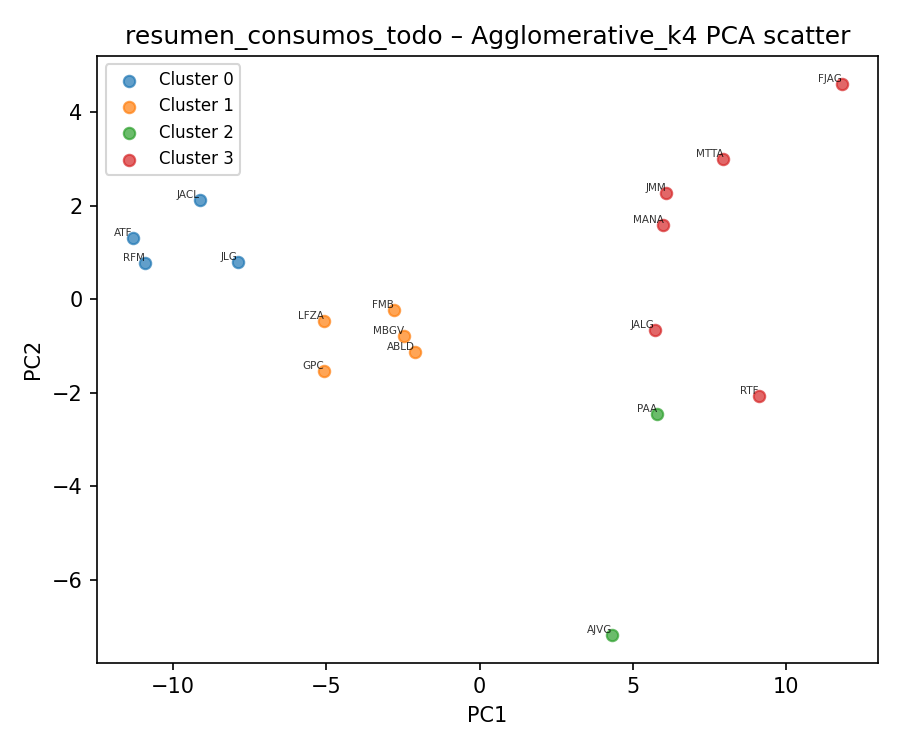 resumen_consumos_todo – Agglomerative_k4 PCA scatter
Cluster 0
Cluster 1
Cluster 2
Cluster 3
FJAG
MTTA
JMM
MANA
JACL
ATF
RFM
JLG
FMB
LFZA
MBGV
ABLD
GPC
JALG
RTF
PAA
AJVG
4
2
0
−2
−4
−6
PC2
−10
−5
0
5
10
PC1